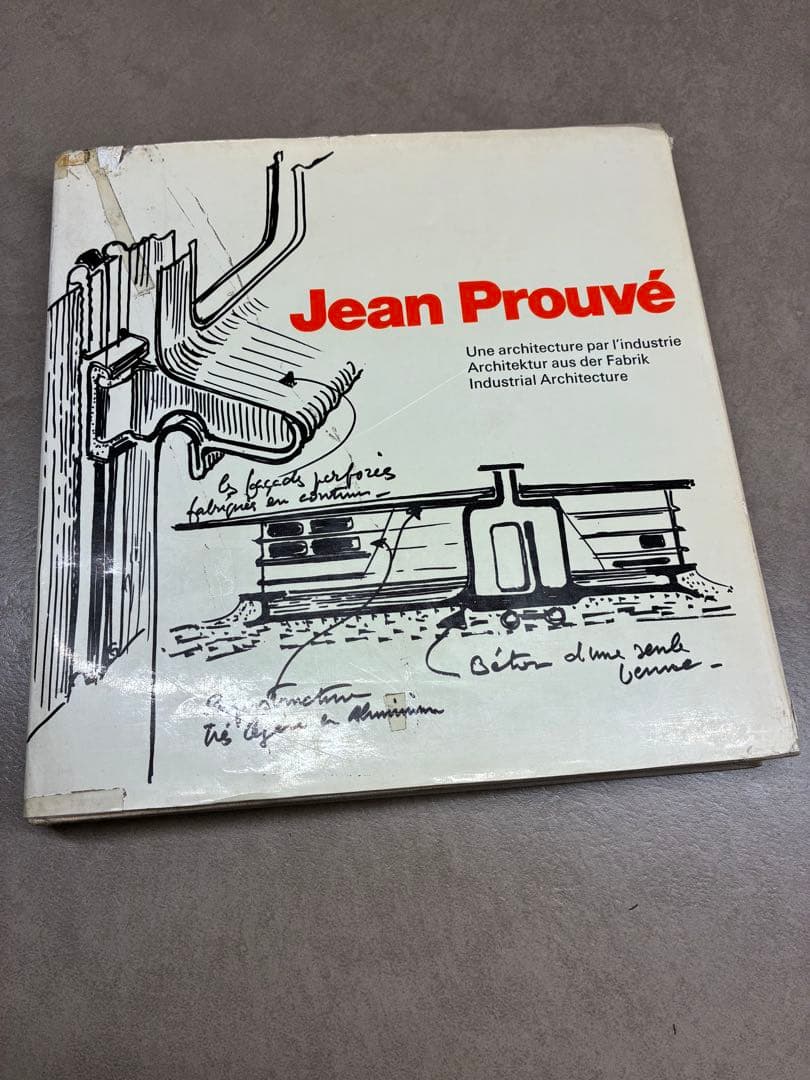 Jean Prouvé
Une architecture par l'industrie
Architektur aus der Fabrik
Industrial Architecture
les façades perforées
fabriquées en continu –
Béton d'une seule
venue –
très légère en Aluminium